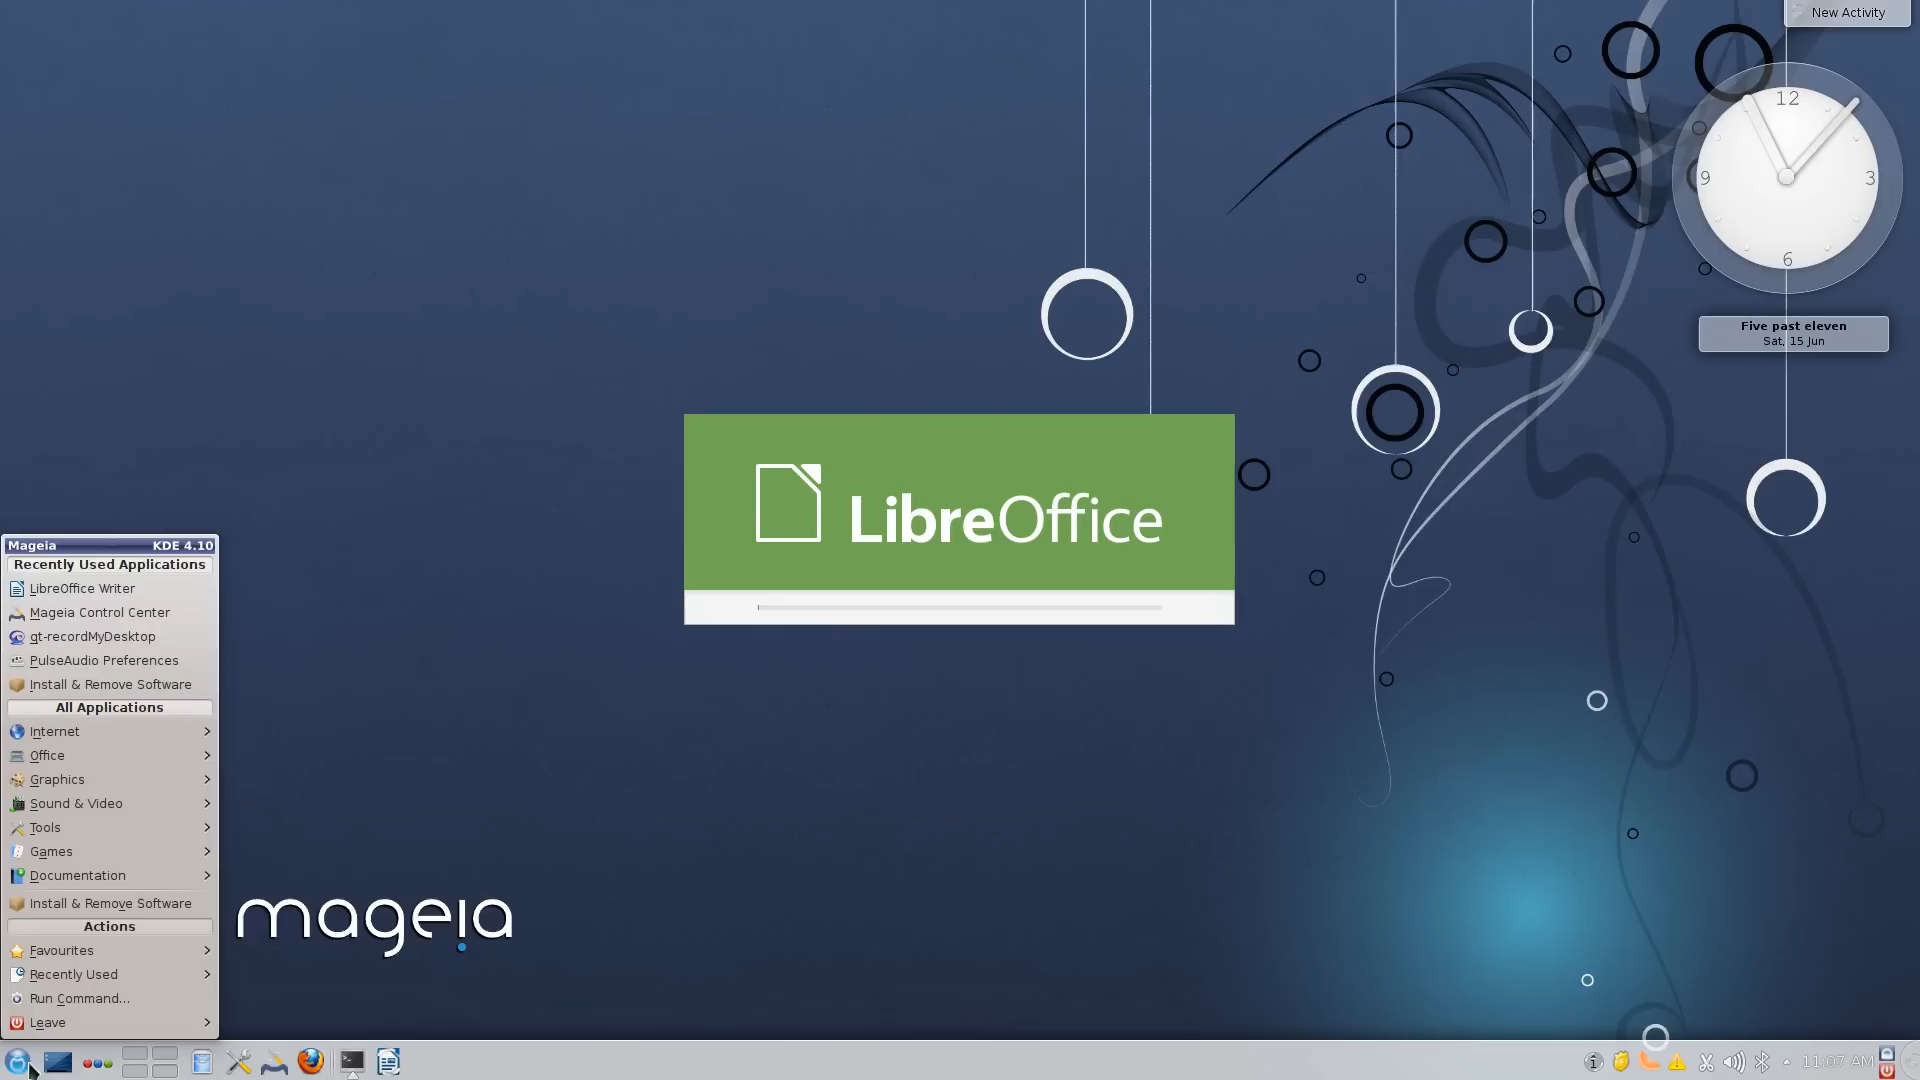 New Activity
12
9
3
6
Five past eleven
Sat, 15 Jun
LibreOffice
Mageia KDE 4.10
Recently Used Applications
LibreOffice Writer
Mageia Control Center
gt-recordMyDesktop
PulseAudio Preferences
Install & Remove Software
All Applications
Internet
Office
Graphics
Sound & Video
Tools
Games
Documentation
Install & Remove Software
Actions
Favourites
Recently Used
Run Command...
Leave
mageia
11:07 AM